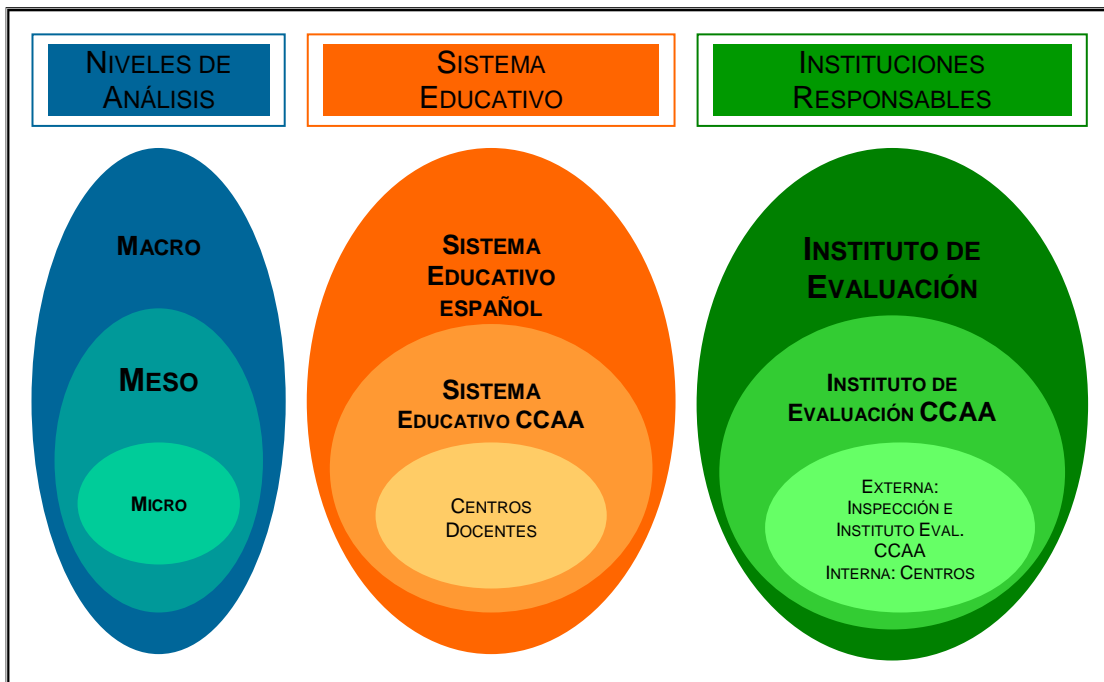 NIVELES DE
ANÁLISIS
SISTEMA
EDUCATIVO
INSTITUCIONES
RESPONSABLES
MACRO
MESO
MICRO
SISTEMA
EDUCATIVO
ESPAÑOL
SISTEMA
EDUCATIVO CCAA
CENTROS
DOCENTES
INSTITUTO DE
EVALUACIÓN
INSTITUTO DE
EVALUACIÓN CCAA
EXTERNA:
INSPECCIÓN E
INSTITUTO EVAL.
CCAA
INTERNA: CENTROS